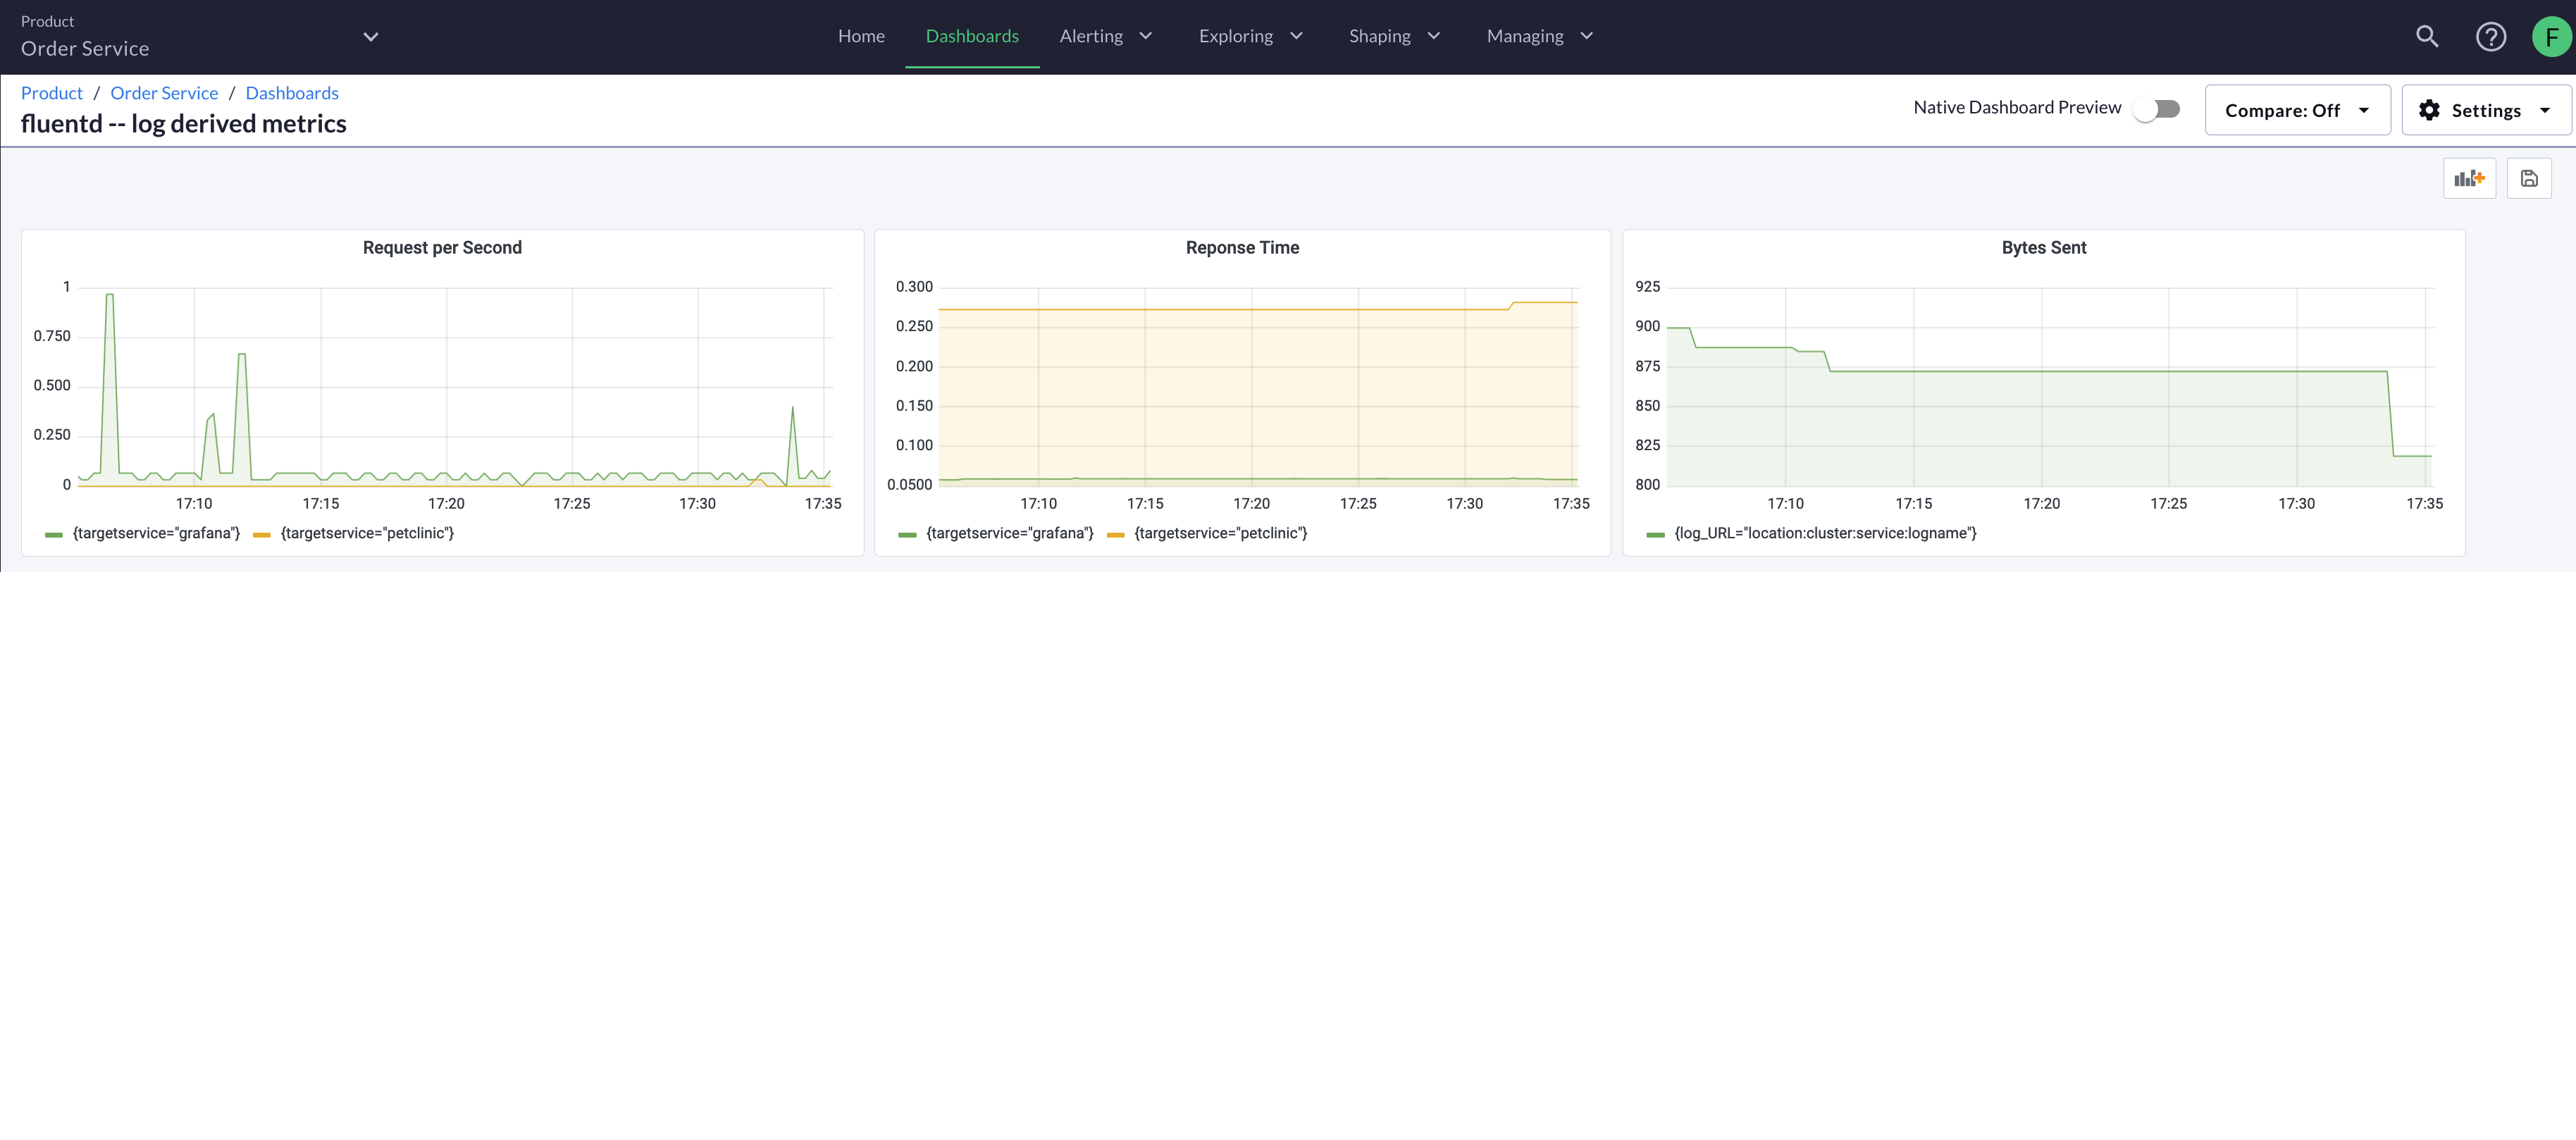 Product
Order Service
Home Dashboards Alerting Exploring Shaping Managing
F
Product / Order Service / Dashboards
fluentd -- log derived metrics
Native Dashboard Preview
Compare: Off
Settings
Request per Second
1
0.750
0.500
0.250
0
17:10 17:15 17:20 17:25 17:30 17:35
{targetservice="grafana"} {targetservice="petclinic"}
Reponse Time
0.300
0.250
0.200
0.150
0.100
0.0500
17:10 17:15 17:20 17:25 17:30 17:35
{targetservice="grafana"} {targetservice="petclinic"}
Bytes Sent
925
900
875
850
825
800
17:10 17:15 17:20 17:25 17:30 17:35
{log_URL="location:cluster:service:logname"}